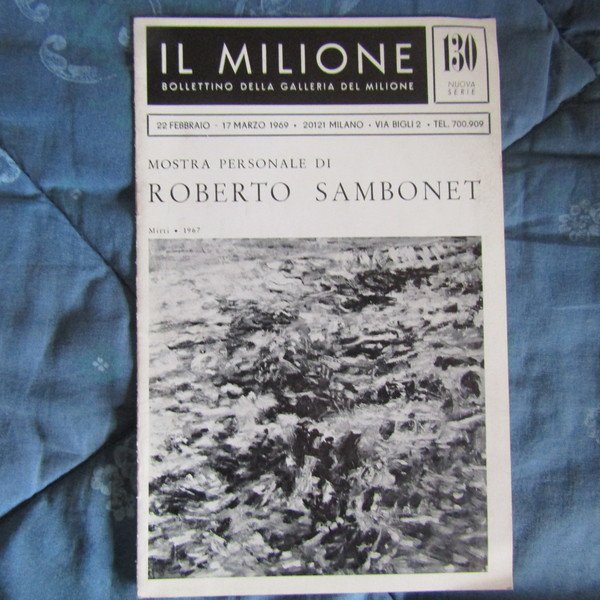 IL MILIONE
BOLLETTINO DELLA GALLERIA DEL MILIONE
130
NUOVA
SERIE
22 FEBBRAIO - 17 MARZO 1969 • 20121 MILANO • VIA BIGLI 2 • TEL. 700.909
MOSTRA PERSONALE DI
ROBERTO SAMBONET
Mirti • 1967